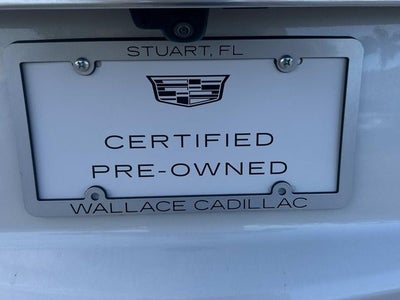 STUART, FL
CERTIFIED
PRE-OWNED
WALLACE CADILLAC